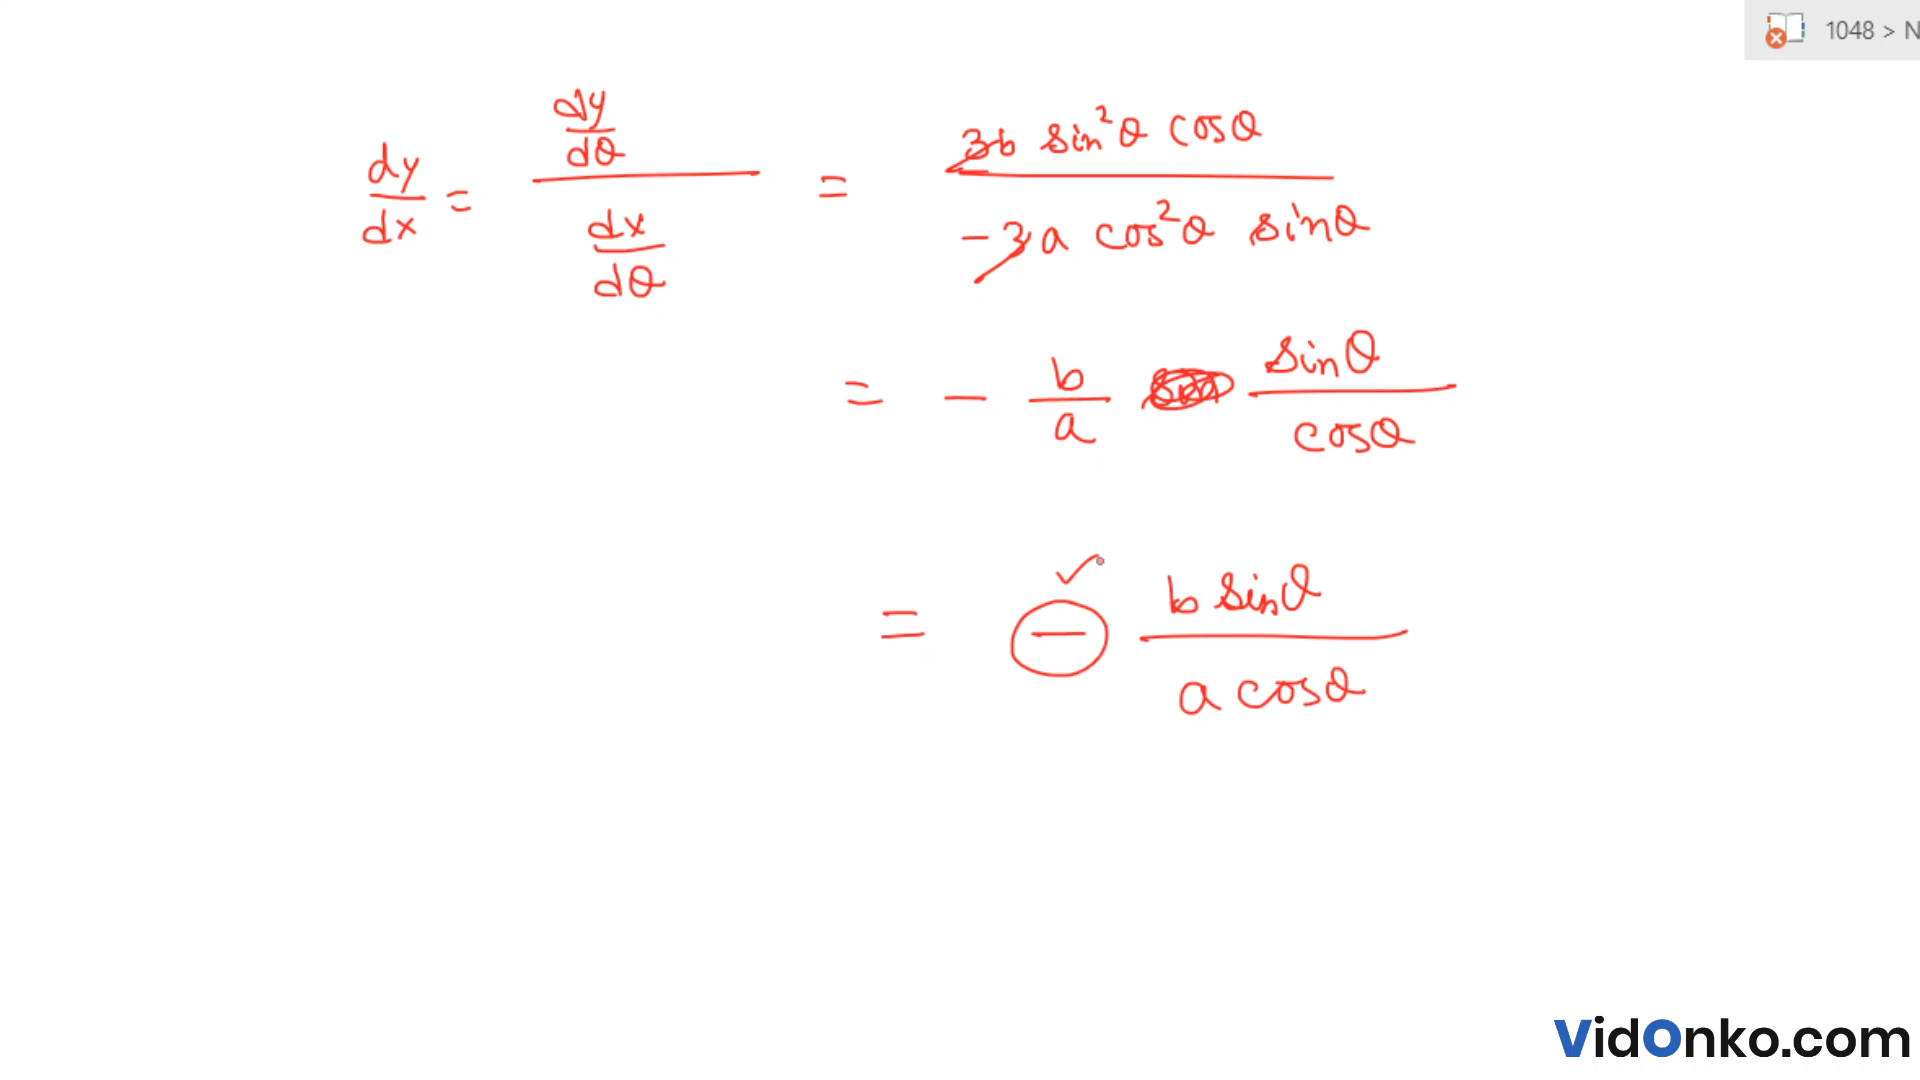 1048 > N
dy/dx = (dy/dθ)/(dx/dθ) = (3b sin²θ cosθ)/(-3a cos²θ sinθ)
= - b/a sinθ/cosθ
= - (b sinθ)/(a cosθ)
VidOnko.com